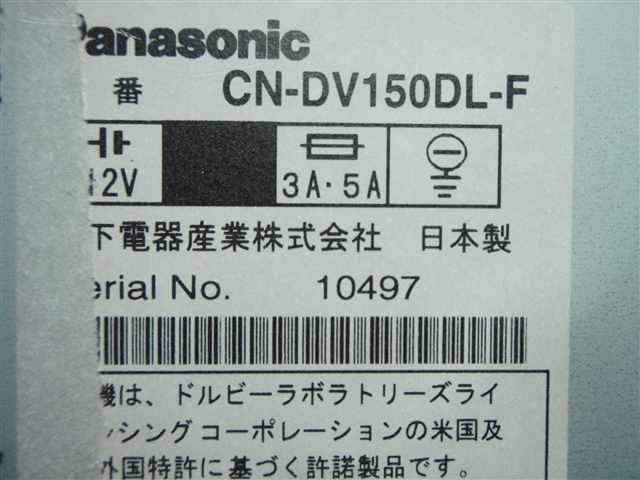 Panasonic
番 CN-DV150DL-F
12V 3A·5A
下電器産業株式会社 日本製
erial No. 10497
機は、ドルビーラボラトリーズライ
ンシングコーポレーションの米国及
外国特許に基づく許諾製品です。